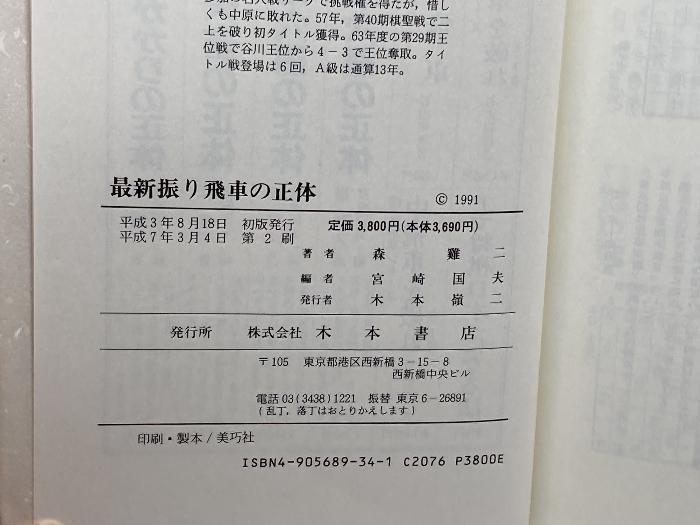 参加の名人戦リーグで挑戦権を得たが，惜し
くも中原に敗れた。57年，第40期棋聖戦で二
上を破り初タイトル獲得。63年度の第29期王
位戦で谷川王位から4－3で王位奪取。タイ
トル戦登場は6回，A級は通算13年。
最新振り飛車の正体
© 1991
平成3年8月18日 初版発行 定価 3,800円(本体3,690円)
平成7年3月4日 第2刷
著者 森 雞 二
編者 宮 崎 国 夫
発行者 木 本 嶺 二
発行所 株式会社 木 本 書 店
〒105 東京都港区西新橋3－15－8
西新橋中央ビル
電話 03(3438)1221 振替 東京6－26891
(乱丁，落丁はおとりかえします)
印刷・製本/美巧社
ISBN4-905689-34-1 C2076 P3800E